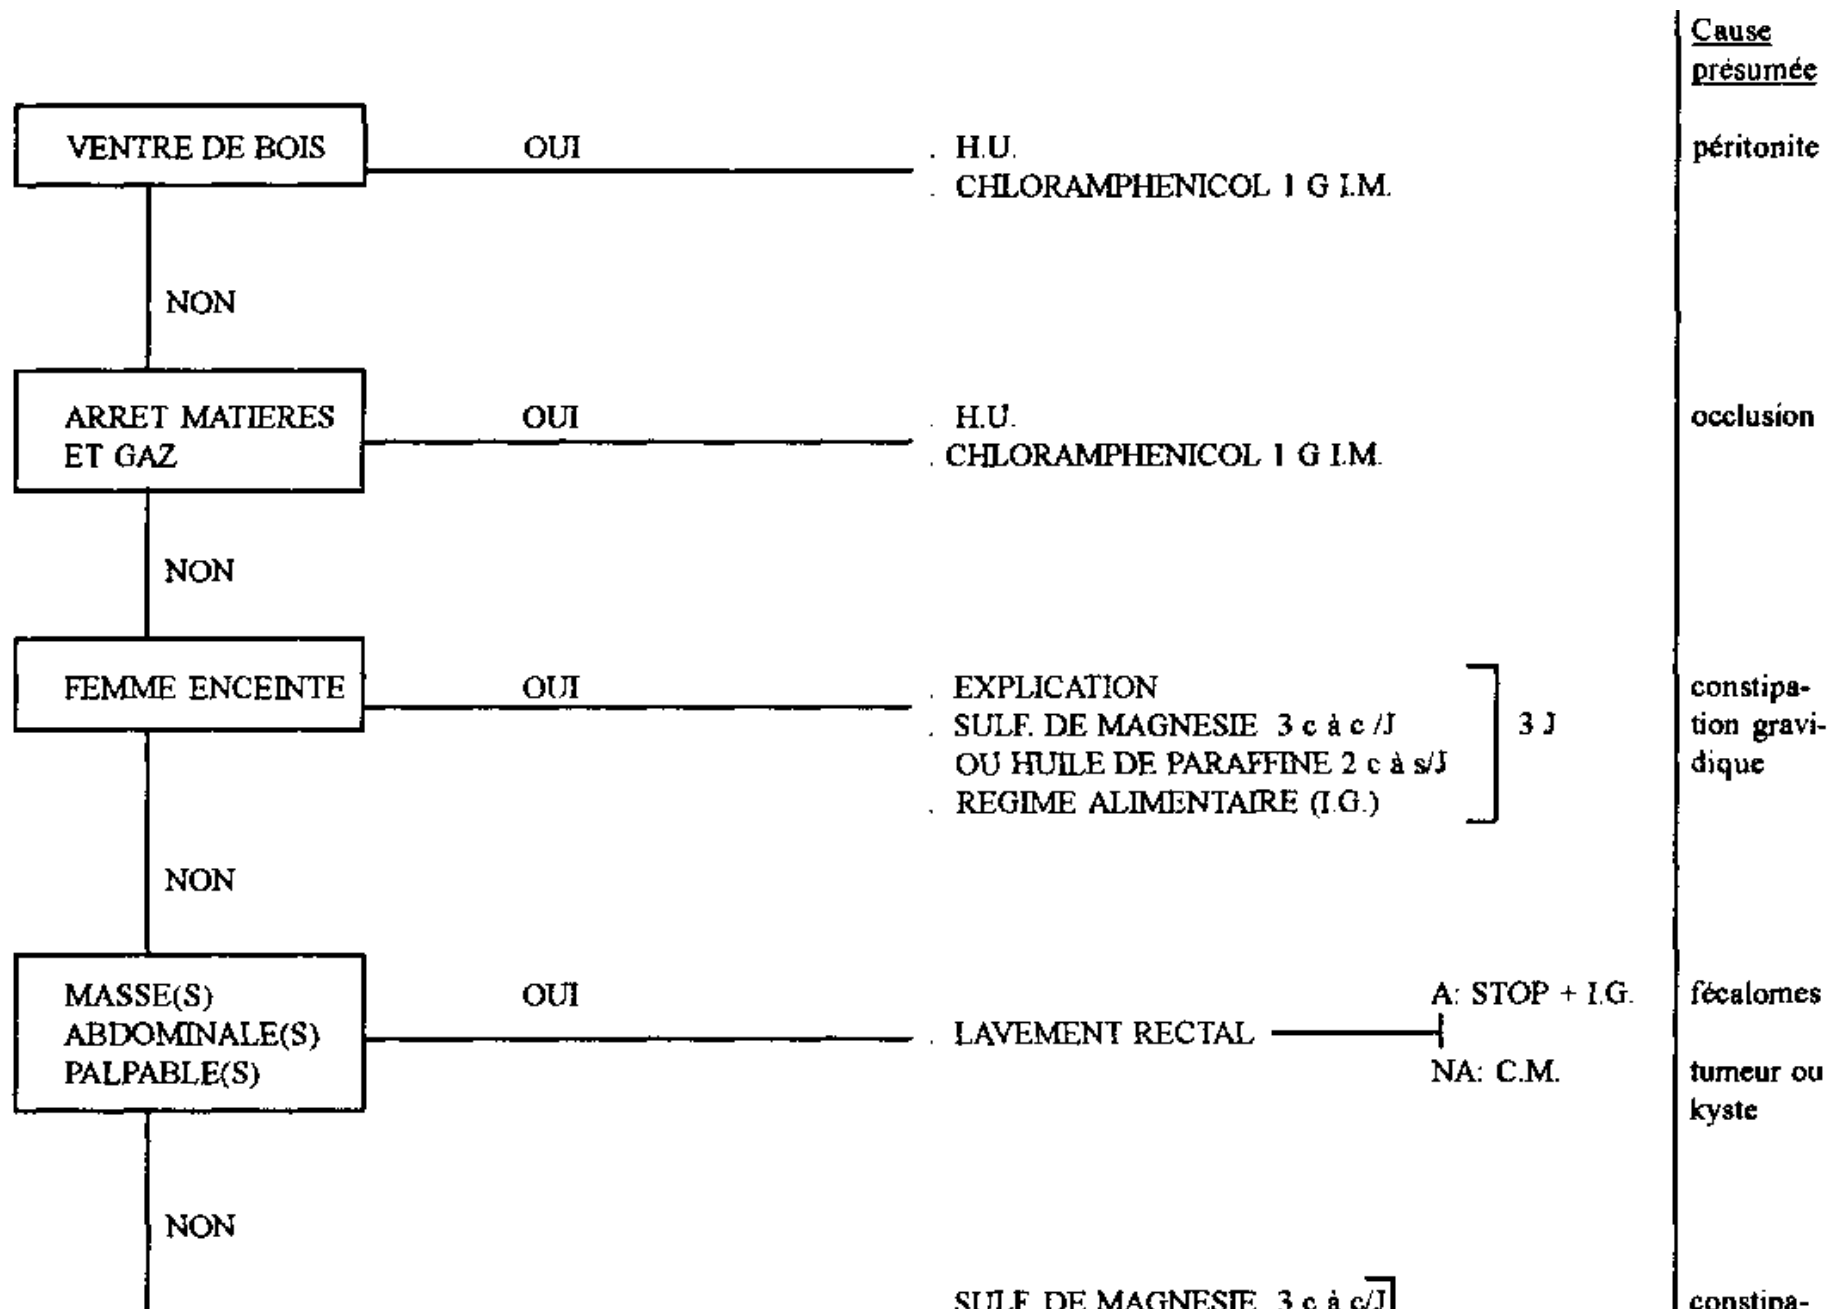 Cause
présumée
VENTRE DE BOIS
OUI
. H.U.
péritonite
. CHLORAMPHENICOL 1 G I.M.
NON
ARRET MATIERES
ET GAZ
OUI
. H.U.
occlusion
. CHLORAMPHENICOL 1 G I.M.
NON
FEMME ENCEINTE
OUI
. EXPLICATION
. SULF. DE MAGNESIE 3 c à c /J
OU HUILE DE PARAFFINE 2 c à s/J
. REGIME ALIMENTAIRE (I.G.)
3 J
constipa-
tion gravi-
dique
NON
MASSE(S)
ABDOMINALE(S)
PALPABLE(S)
OUI
. LAVEMENT RECTAL
A: STOP + I.G.
fécalomes
NA: C.M.
tumeur ou
kyste
NON
SULF. DE MAGNESIE 3 c à c/J
constipa-